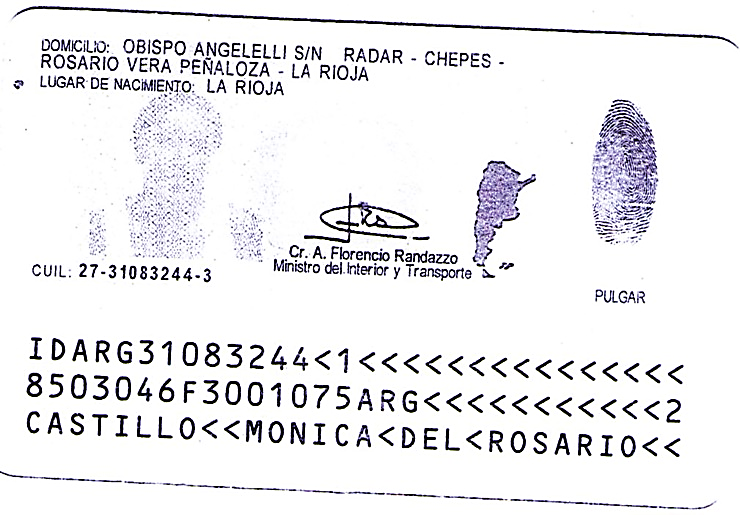 DOMICILIO: OBISPO ANGELELLI S/N RADAR - CHEPES -
ROSARIO VERA PEÑALOZA - LA RIOJA
LUGAR DE NACIMIENTO: LA RIOJA
Cr. A. Florencio Randazzo
Ministro del Interior y Transporte
CUIL: 27-31083244-3
PULGAR
IDARG31083244<1<<<<<<<<<<<<<<<
8503046F3001075ARG<<<<<<<<<<<2
CASTILLO<<MONICA<DEL<ROSARIO<<